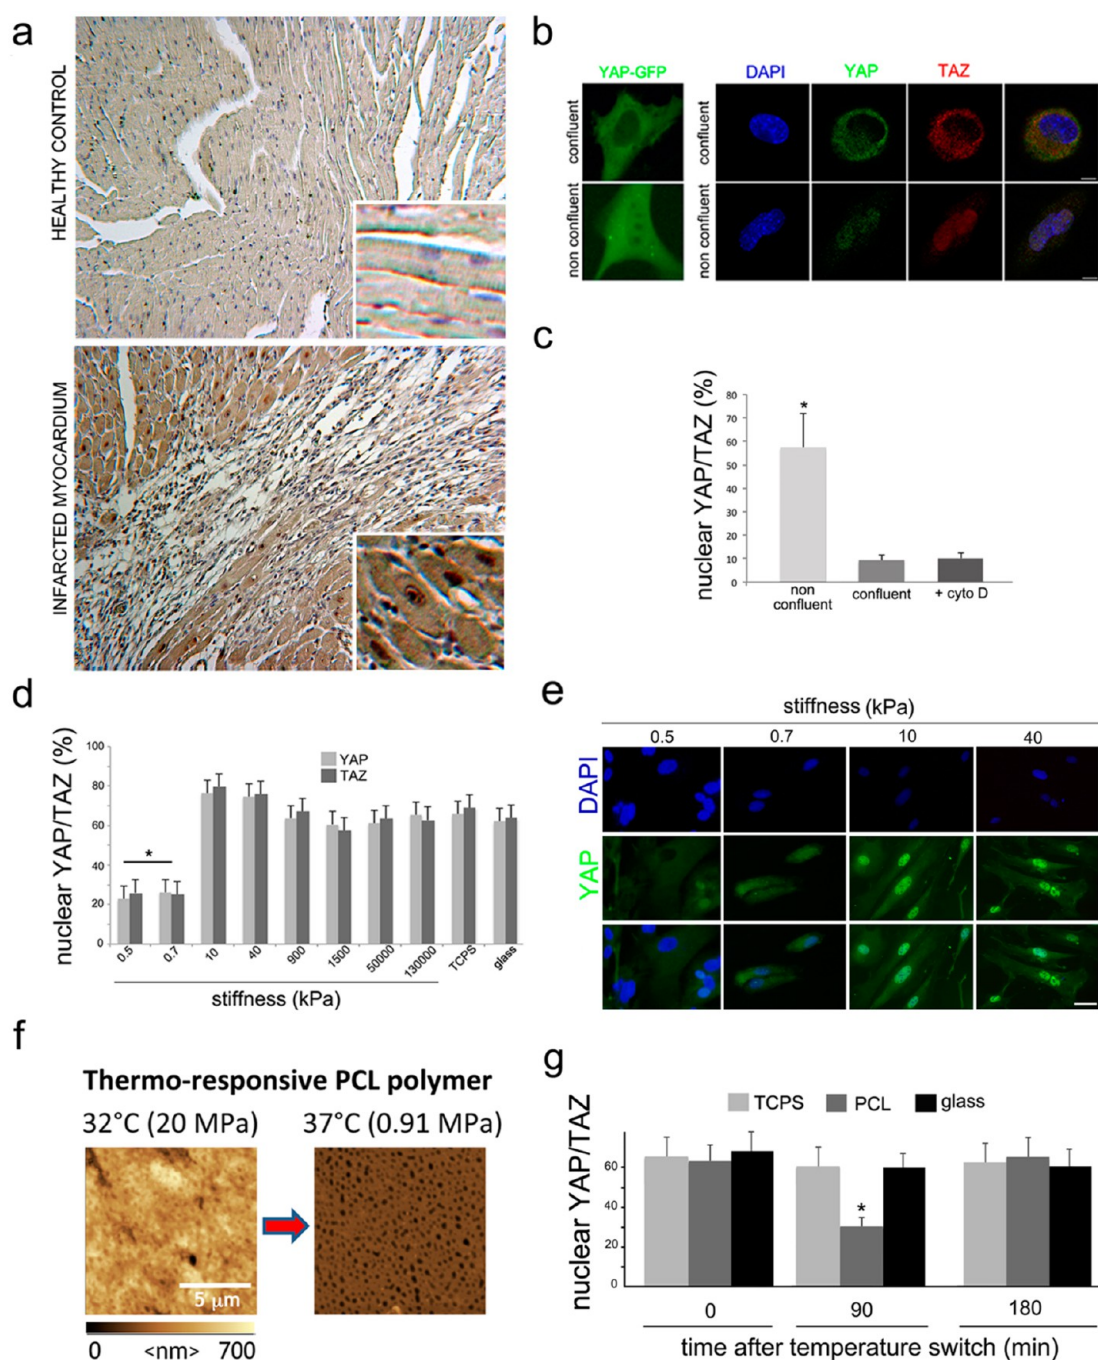 a
HEALTHY CONTROL
INFARCTED MYOCARDIUM
b
YAP-GFP
DAPI
YAP
TAZ
confluent
confluent
non confluent
non confluent
c
nuclear YAP/TAZ (%)
80
70
60
50
40
30
20
10
0
*
non
confluent
confluent
+ cyto D
d
nuclear YAP/TAZ (%)
100
80
60
40
20
0
YAP
TAZ
*
0.5
0.7
10
40
900
1500
50000
130000
TCPS
glass
stiffness (kPa)
e
stiffness (kPa)
0.5
0.7
10
40
DAPI
YAP
f
Thermo-responsive PCL polymer
32°C (20 MPa)
37°C (0.91 MPa)
5 μm
0
<nm>
700
g
TCPS
PCL
glass
nuclear YAP/TAZ
60
40
20
0
*
0
90
180
time after temperature switch (min)